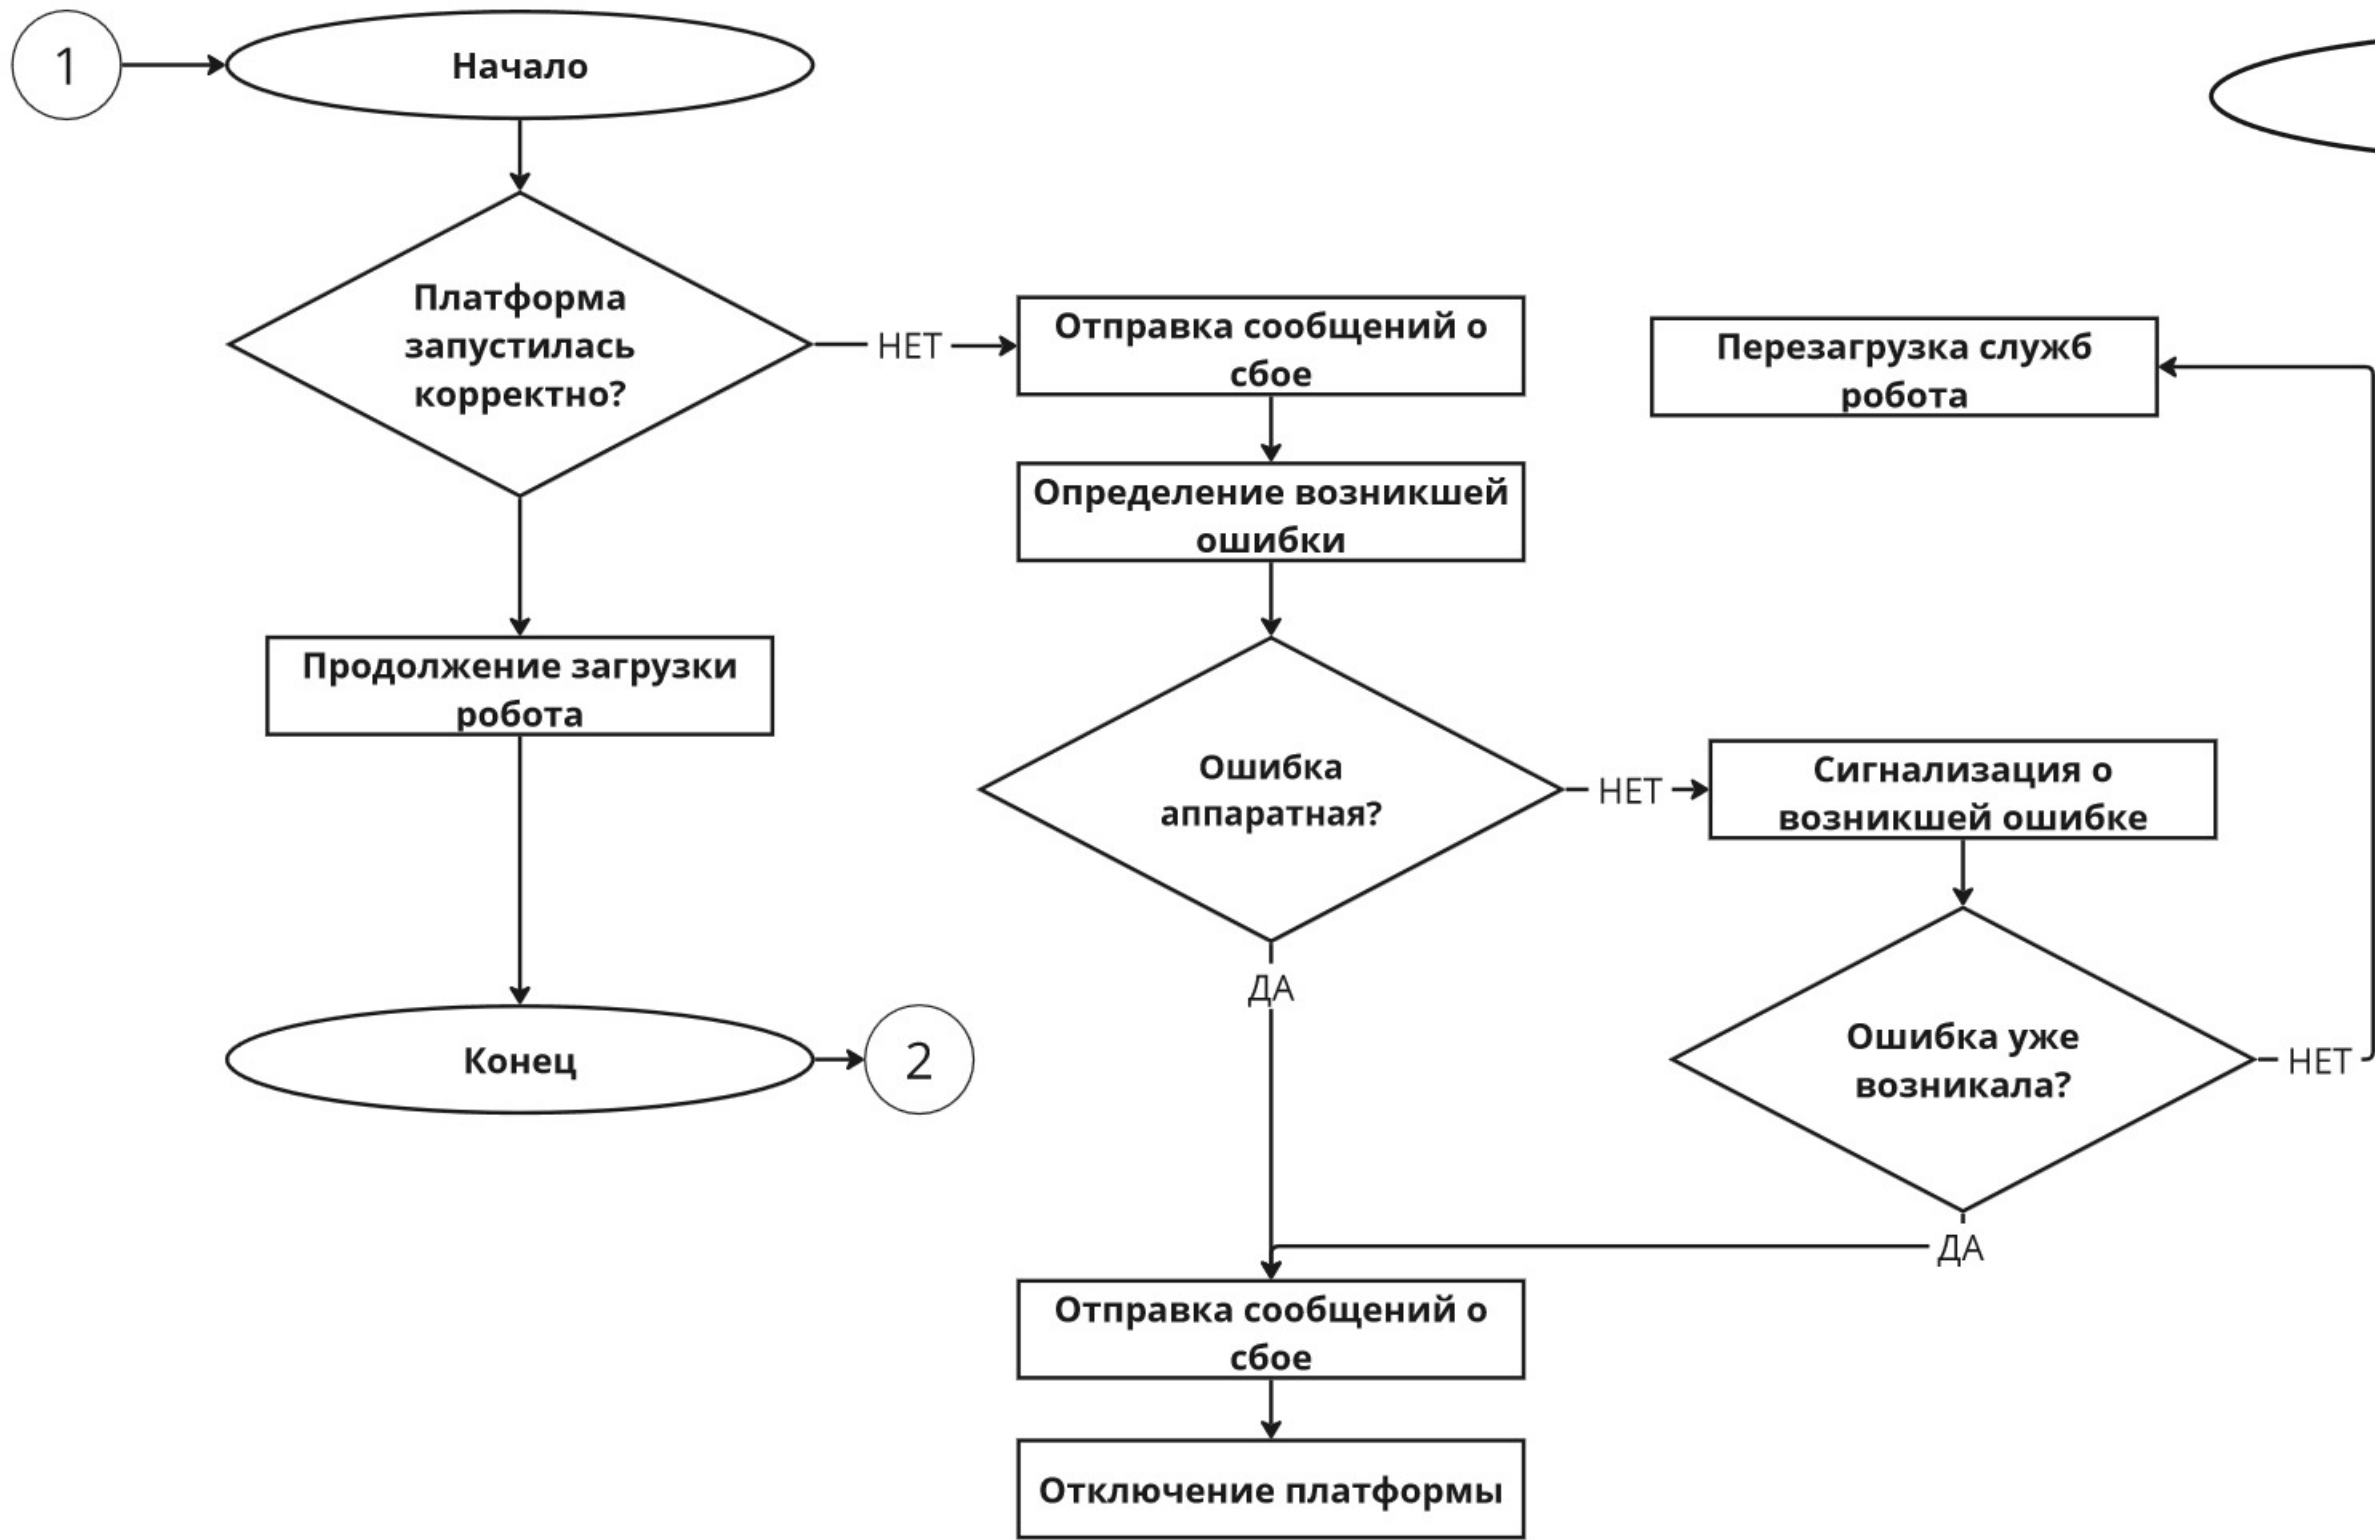 1
Начало
Платформа
запустилась
корректно?
НЕТ
Отправка сообщений о
сбое
Перезагрузка служб
робота
Определение возникшей
ошибки
Продолжение загрузки
робота
Ошибка
аппаратная?
НЕТ
Сигнализация о
возникшей ошибке
ДА
Конец
2
Ошибка уже
возникала?
НЕТ
ДА
Отправка сообщений о
сбое
Отключение платформы